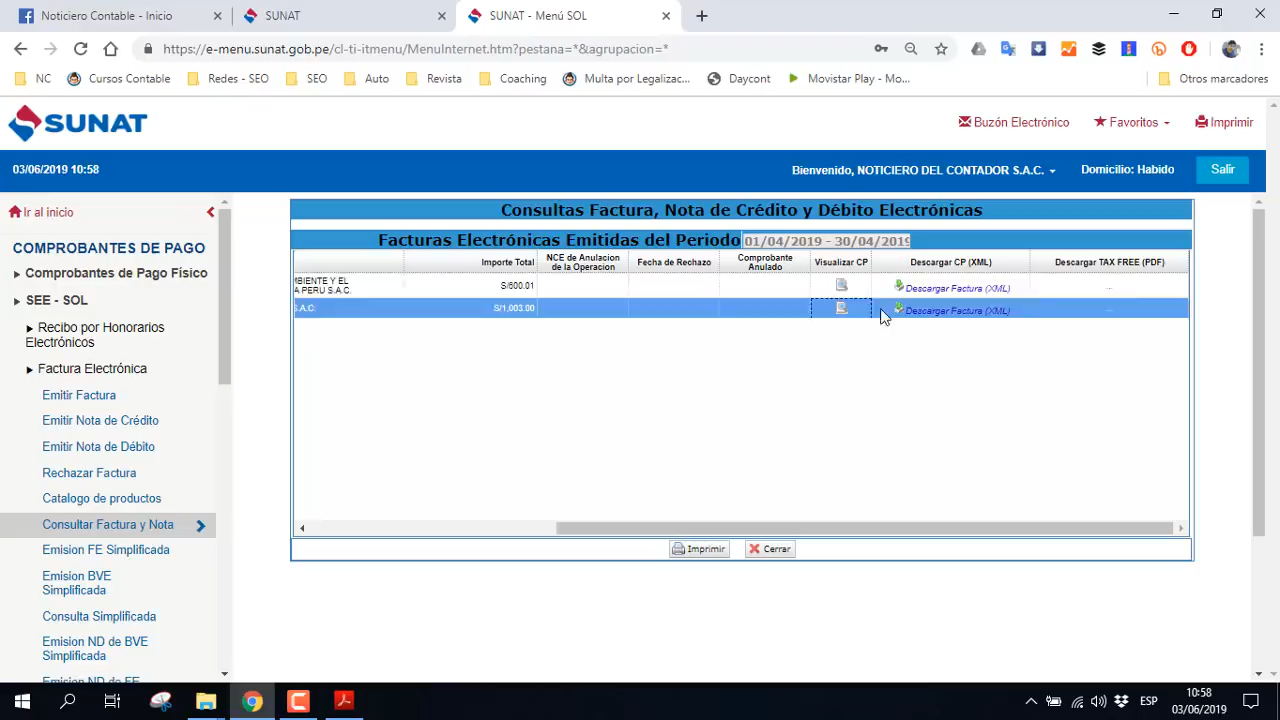 Noticiero Contable - Inicio
SUNAT
SUNAT - Menú SOL
https://e-menu.sunat.gob.pe/cl-ti-itmenu/MenuInternet.htm?pestana=*&agrupacion=*
NC
Cursos Contable
Redes - SEO
SEO
Auto
Revista
Coaching
Multa por Legalizac...
Daycont
Movistar Play - Mo...
Otros marcadores
SUNAT
Buzón Electrónico
Favoritos
Imprimir
03/06/2019 10:58
Bienvenido, NOTICIERO DEL CONTADOR S.A.C.
Domicilio: Habido
Salir
Ir al inicio
COMPROBANTES DE PAGO
Comprobantes de Pago Físico
SEE - SOL
Recibo por Honorarios
Electrónicos
Factura Electrónica
Emitir Factura
Emitir Nota de Crédito
Emitir Nota de Débito
Rechazar Factura
Catalogo de productos
Consultar Factura y Nota
Emision FE Simplificada
Emision BVE
Simplificada
Consulta Simplificada
Emision ND de BVE
Simplificada
Emision ND de FE
Consultas Factura, Nota de Crédito y Débito Electrónicas
Facturas Electrónicas Emitidas del Periodo 01/04/2019 - 30/04/2019
Importe Total
NCE de Anulacion
de la Operacion
Fecha de Rechazo
Comprobante
Anulado
Visualizar CP
Descargar CP (XML)
Descargar TAX FREE (PDF)
MBIENTE Y EL
A PERU S.A.C.
S/600.01
Descargar Factura (XML)
...
S.A.C.
S/1,003.00
Descargar Factura (XML)
...
Imprimir
Cerrar
ESP
10:58
03/06/2019